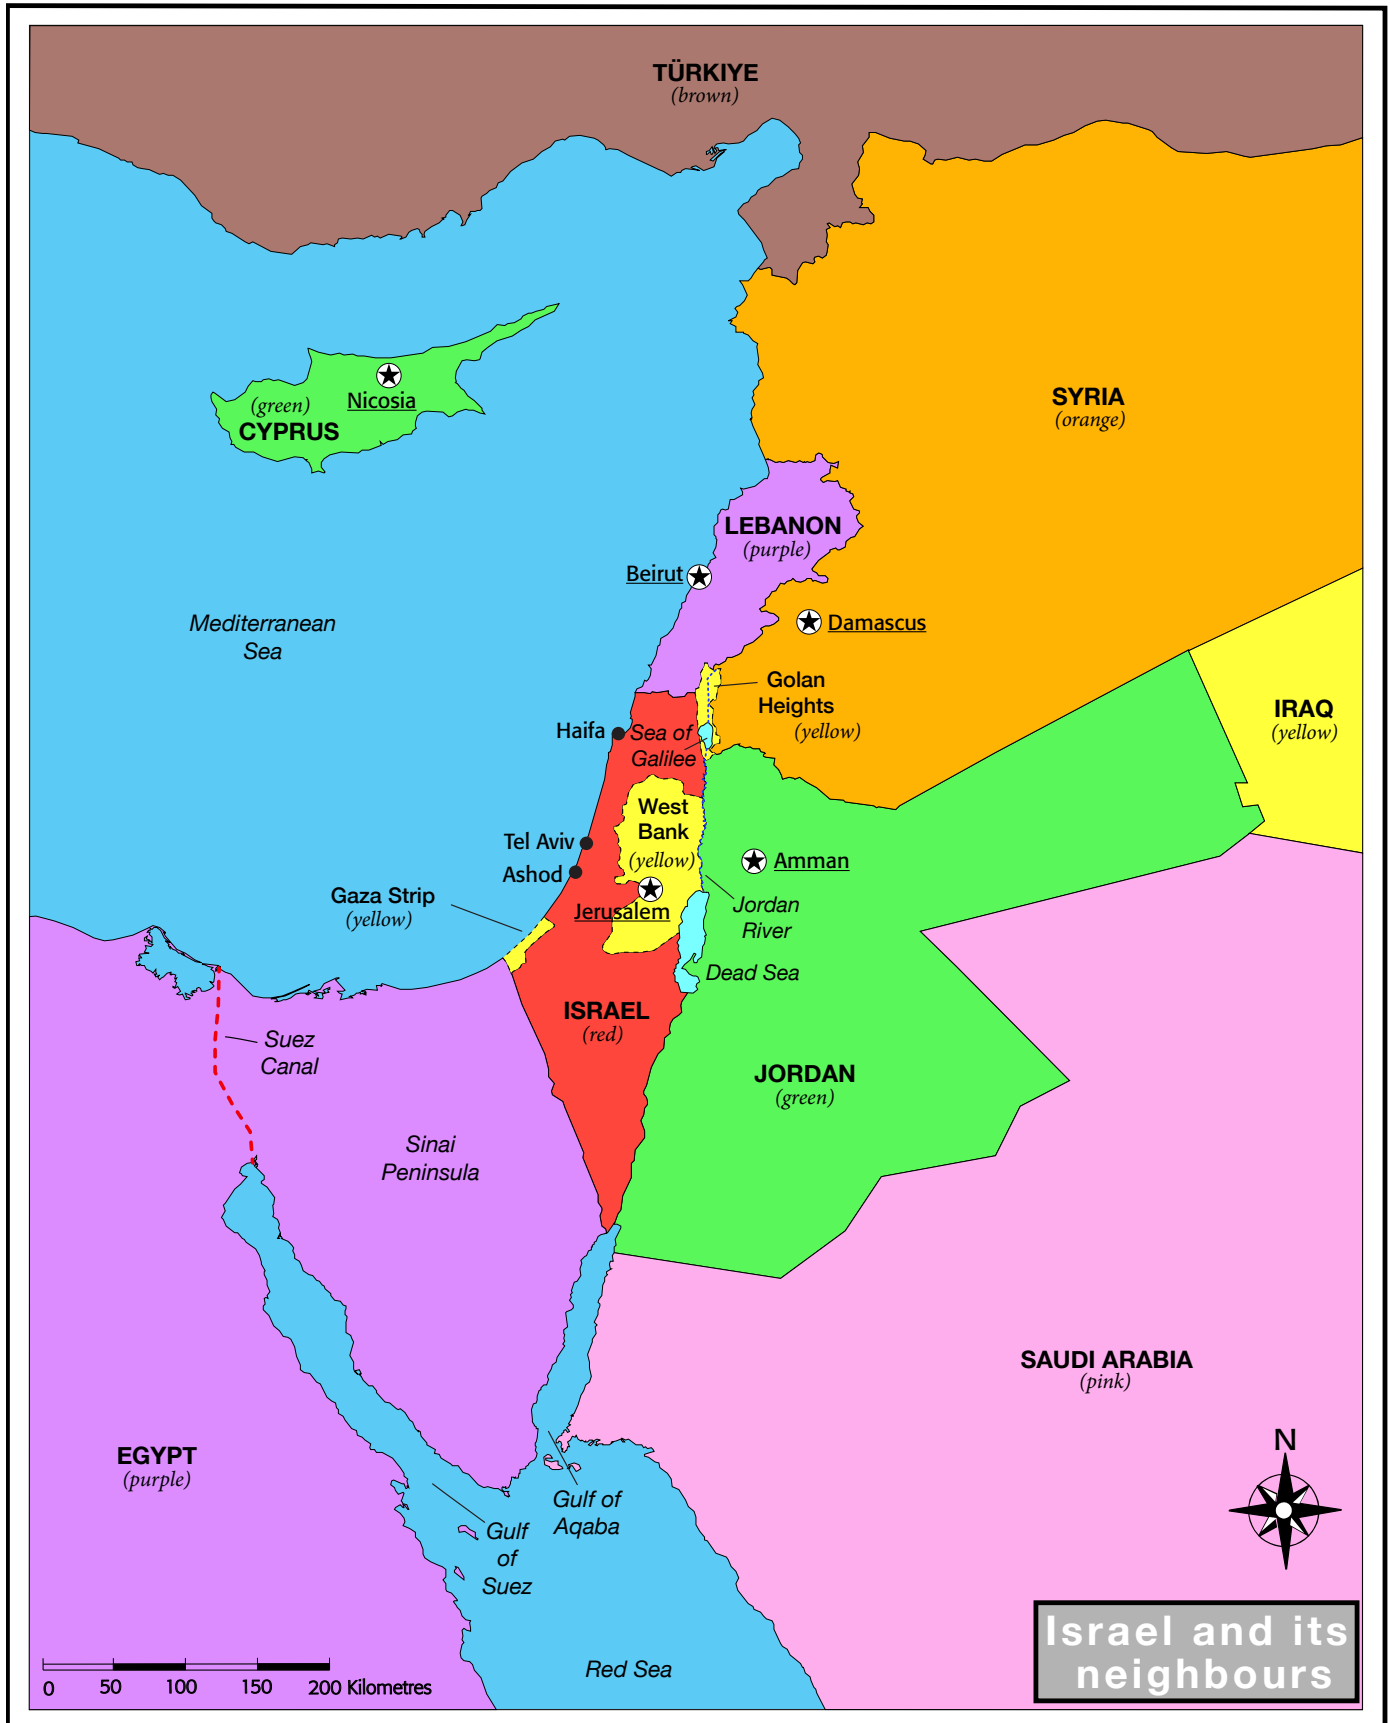 TÜRKIYE
(brown)
SYRIA
(orange)
Nicosia
(green)
CYPRUS
LEBANON
(purple)
Beirut
Damascus
Mediterranean
Sea
Golan
Heights
(yellow)
IRAQ
(yellow)
Haifa
Sea of
Galilee
West
Bank
(yellow)
Tel Aviv
Ashod
Amman
Gaza Strip
(yellow)
Jerusalem
Jordan
River
Dead Sea
ISRAEL
(red)
Suez
Canal
JORDAN
(green)
Sinai
Peninsula
SAUDI ARABIA
(pink)
EGYPT
(purple)
N
Gulf of
Aqaba
Gulf
of
Suez
Red Sea
Israel and its
neighbours
0 50 100 150 200 Kilometres